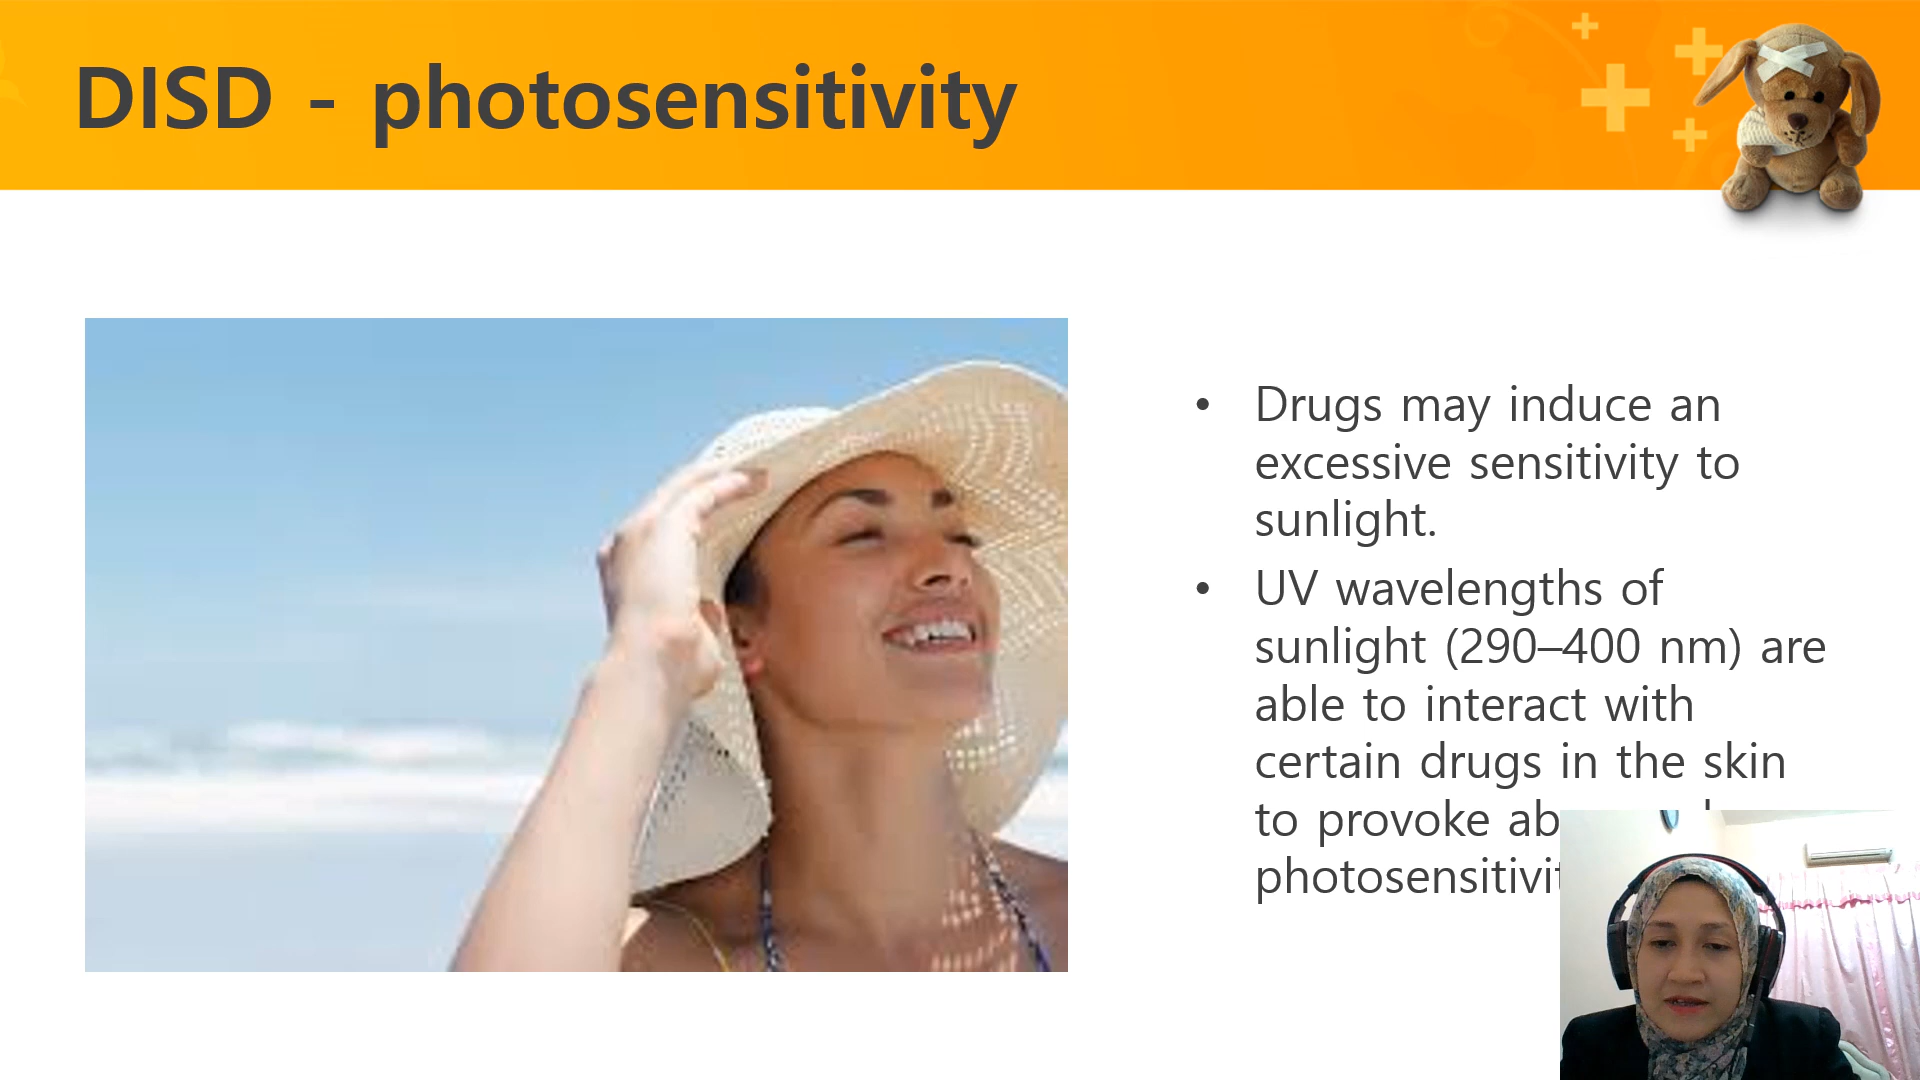 DISD - photosensitivity
• Drugs may induce an
excessive sensitivity to
sunlight.
• UV wavelengths of
sunlight (290–400 nm) are
able to interact with
certain drugs in the skin
to provoke